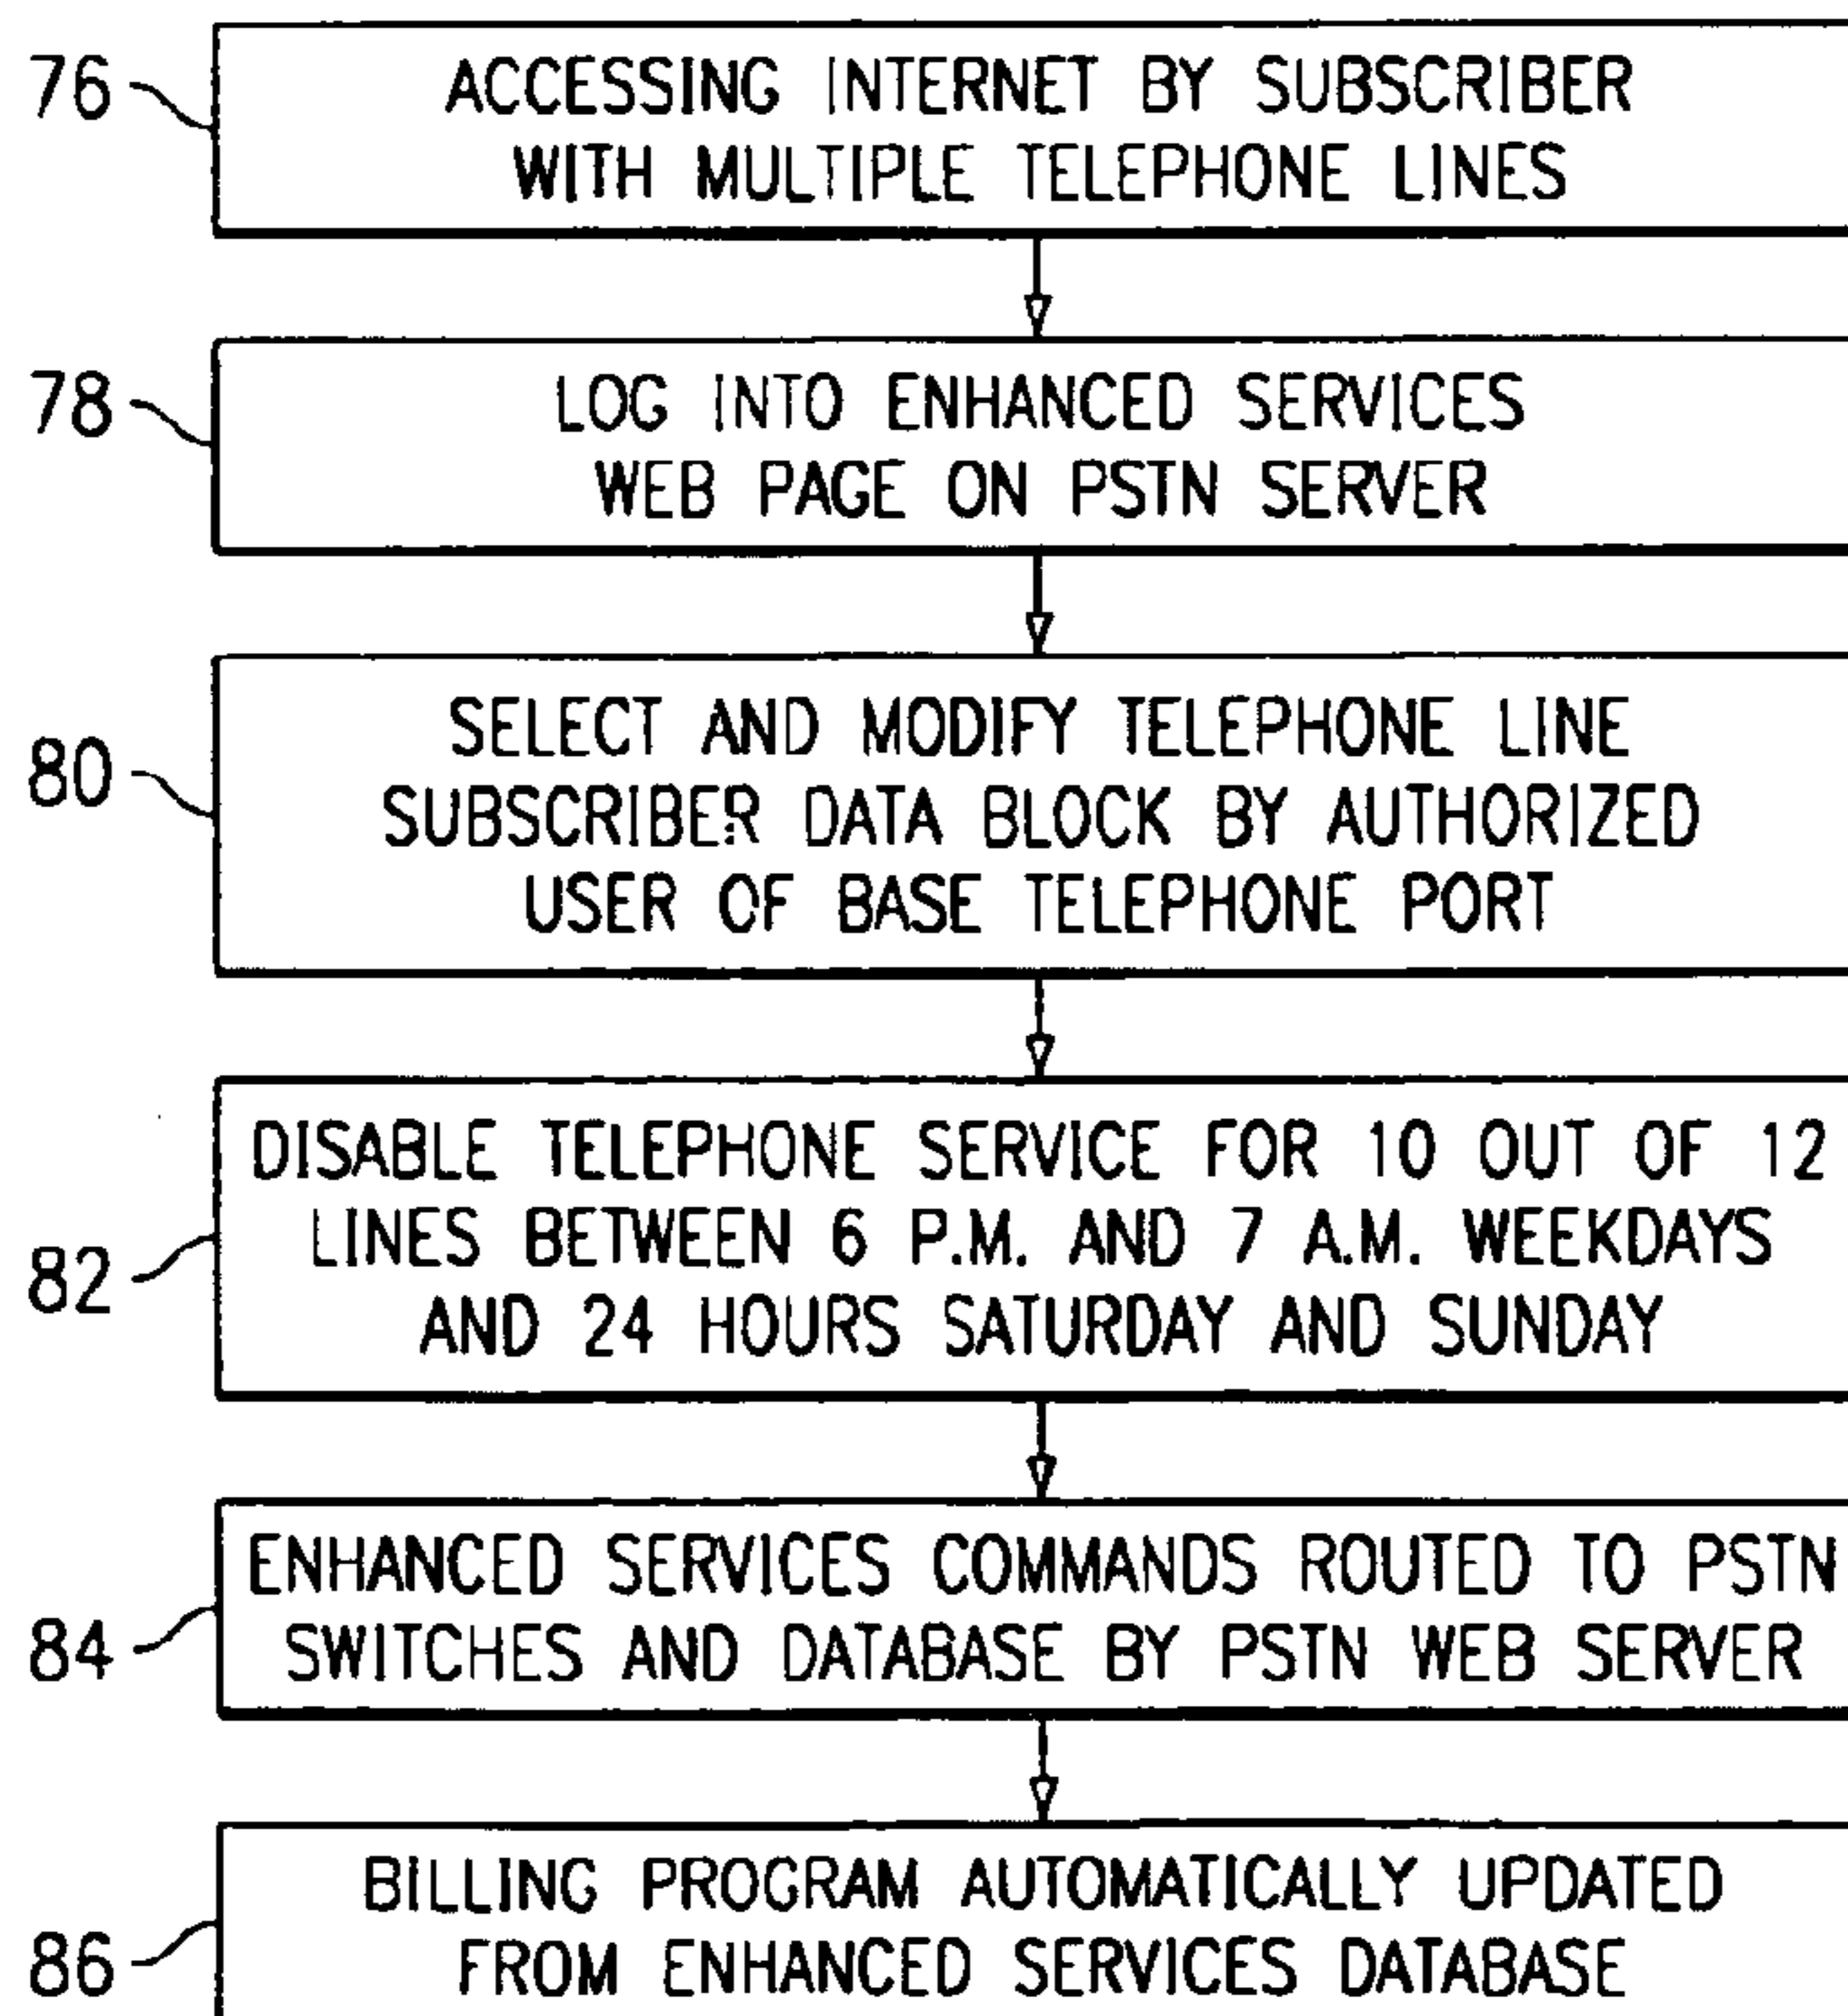 76
ACCESSING INTERNET BY SUBSCRIBER
WITH MULTIPLE TELEPHONE LINES
78
LOG INTO ENHANCED SERVICES
WEB PAGE ON PSTN SERVER
80
SELECT AND MODIFY TELEPHONE LINE
SUBSCRIBER DATA BLOCK BY AUTHORIZED
USER OF BASE TELEPHONE PORT
82
DISABLE TELEPHONE SERVICE FOR 10 OUT OF 12
LINES BETWEEN 6 P.M. AND 7 A.M. WEEKDAYS
AND 24 HOURS SATURDAY AND SUNDAY
84
ENHANCED SERVICES COMMANDS ROUTED TO PSTN
SWITCHES AND DATABASE BY PSTN WEB SERVER
86
BILLING PROGRAM AUTOMATICALLY UPDATED
FROM ENHANCED SERVICES DATABASE